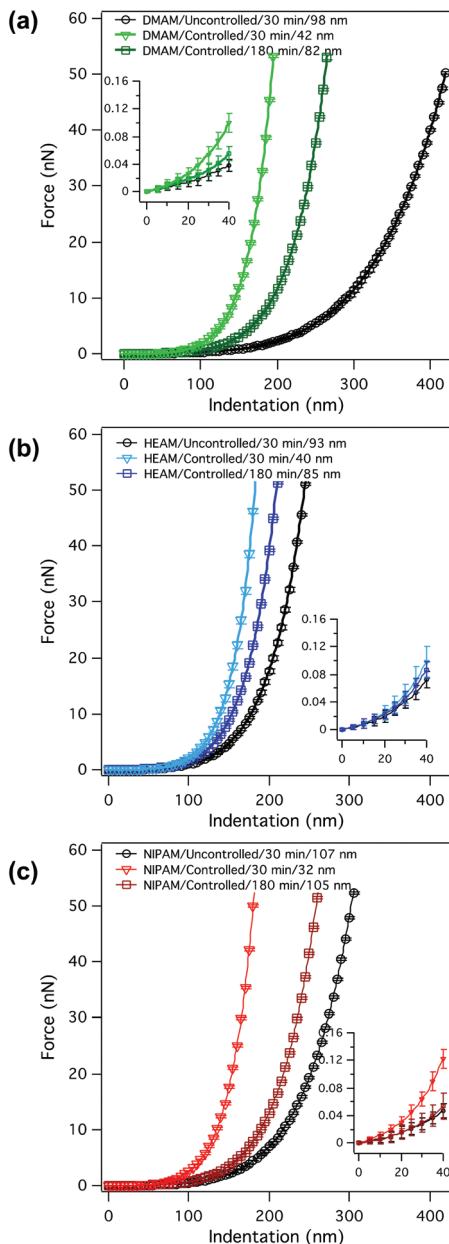 (a)
DMAM/Uncontrolled/30 min/98 nm
DMAM/Controlled/30 min/42 nm
DMAM/Controlled/180 min/82 nm
60
50
40
30
20
10
0
Force (nN)
0.16
0.12
0.08
0.04
0
0 20 40
0 100 200 300 400
Indentation (nm)
(b)
HEAM/Uncontrolled/30 min/93 nm
HEAM/Controlled/30 min/40 nm
HEAM/Controlled/180 min/85 nm
60
50
40
30
20
10
0
Force (nN)
0.16
0.12
0.08
0.04
0
0 20 40
0 100 200 300 400
Indentation (nm)
(c)
NIPAM/Uncontrolled/30 min/107 nm
NIPAM/Controlled/30 min/32 nm
NIPAM/Controlled/180 min/105 nm
60
50
40
30
20
10
0
Force (nN)
0.16
0.12
0.08
0.04
0
0 20 40
0 100 200 300 400
Indentation (nm)